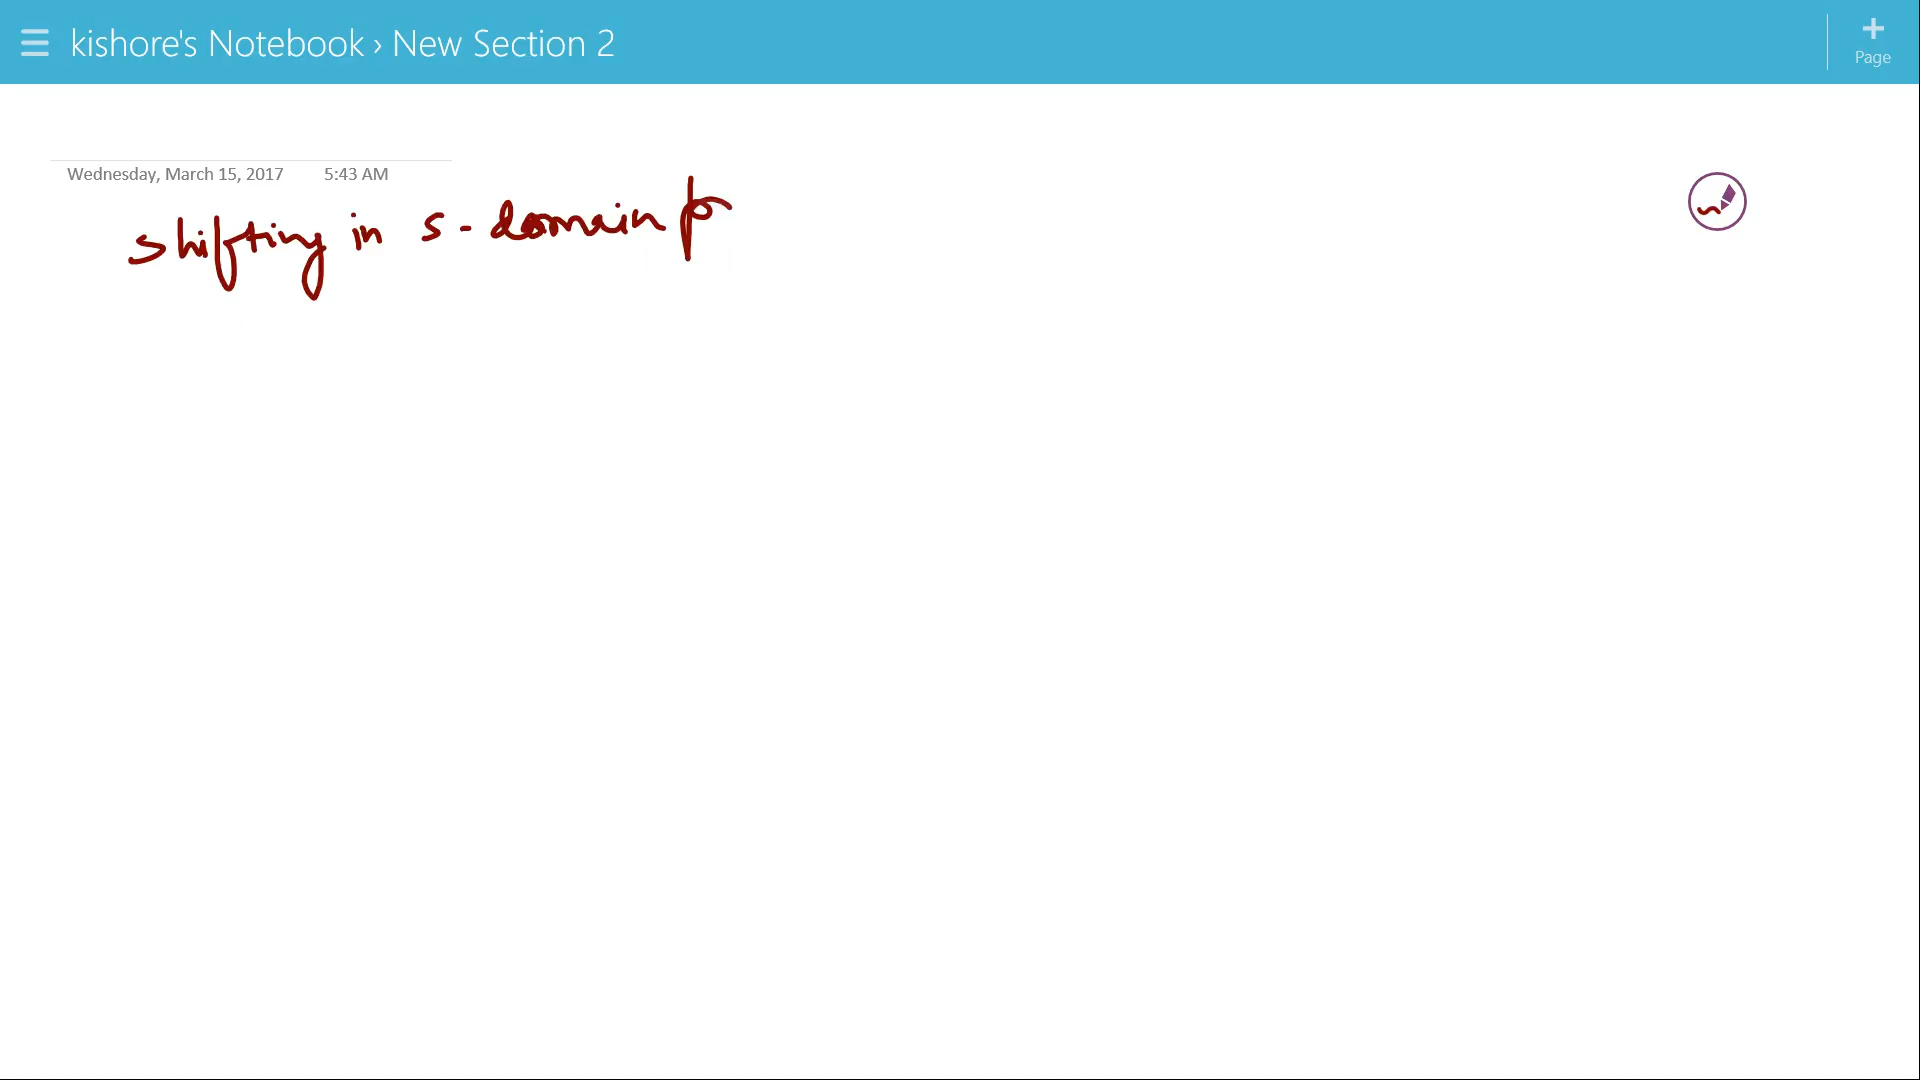 kishore's Notebook › New Section 2
Page
Wednesday, March 15, 2017 5:43 AM
shifting in s-domain